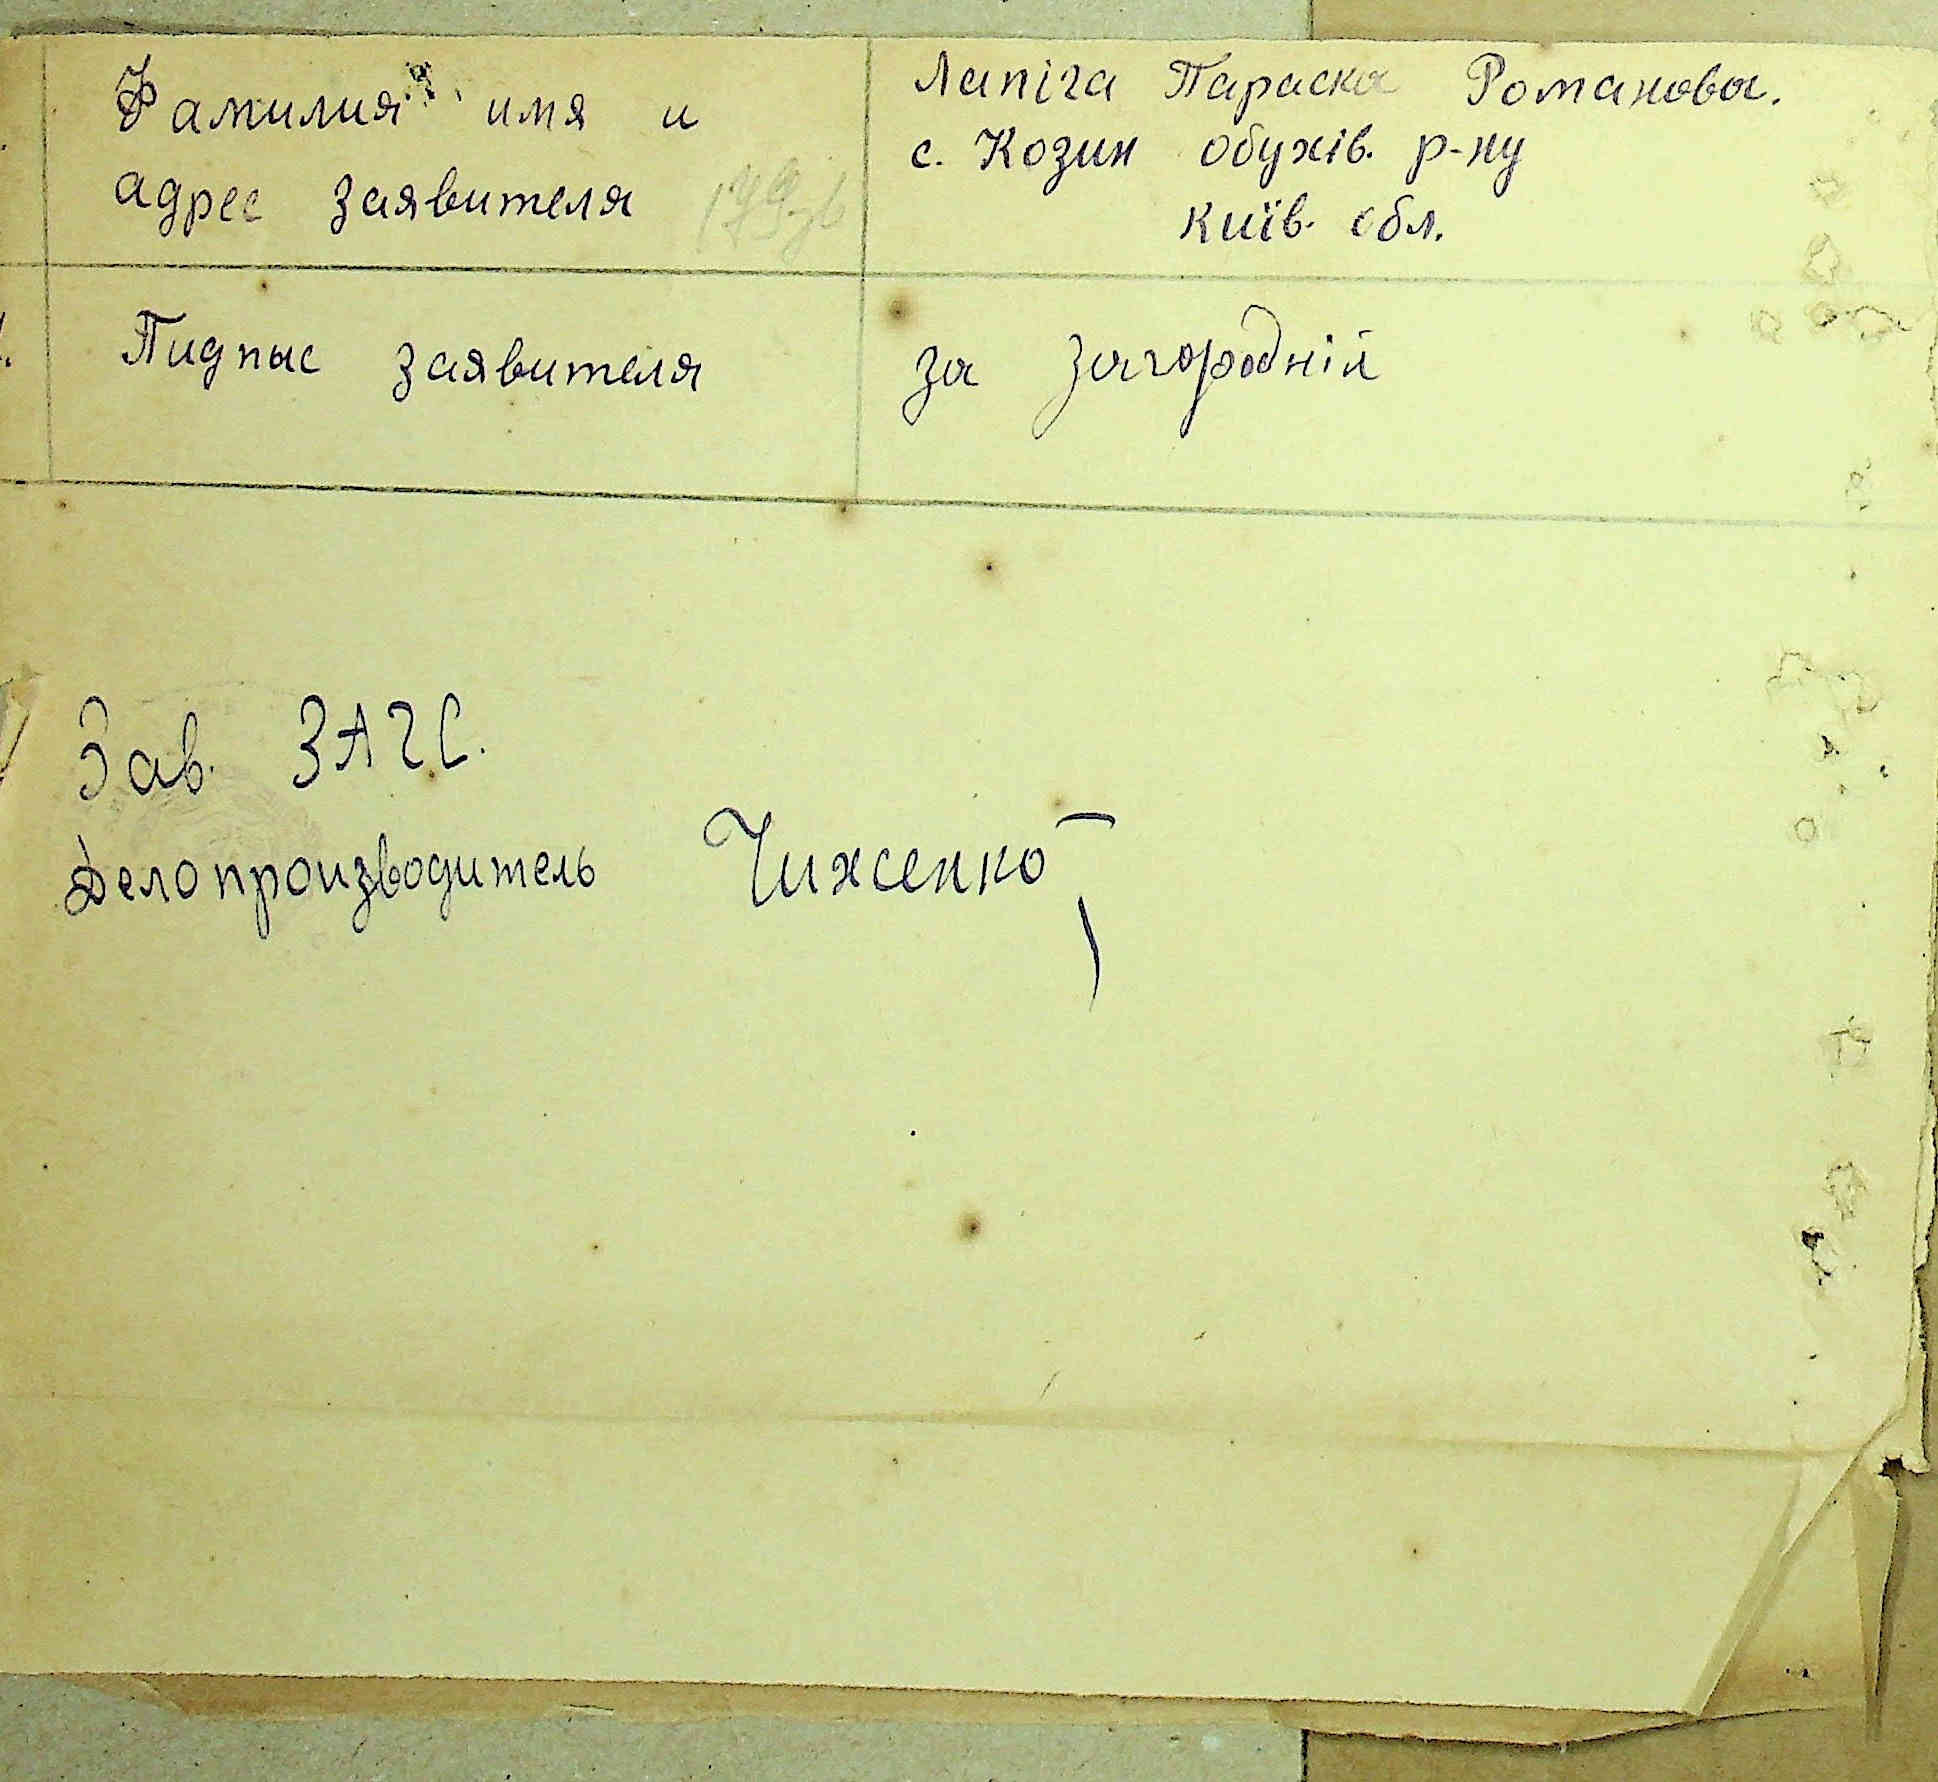 Фамилия имя и
адрес заявителя
Лапіга Параска Романова.
с. Козин обухів. р-ну
київ. обл.
Пидпыс заявителя
за Загородній
Зав. ЗАГС.
Делопроизводитель Чиженко